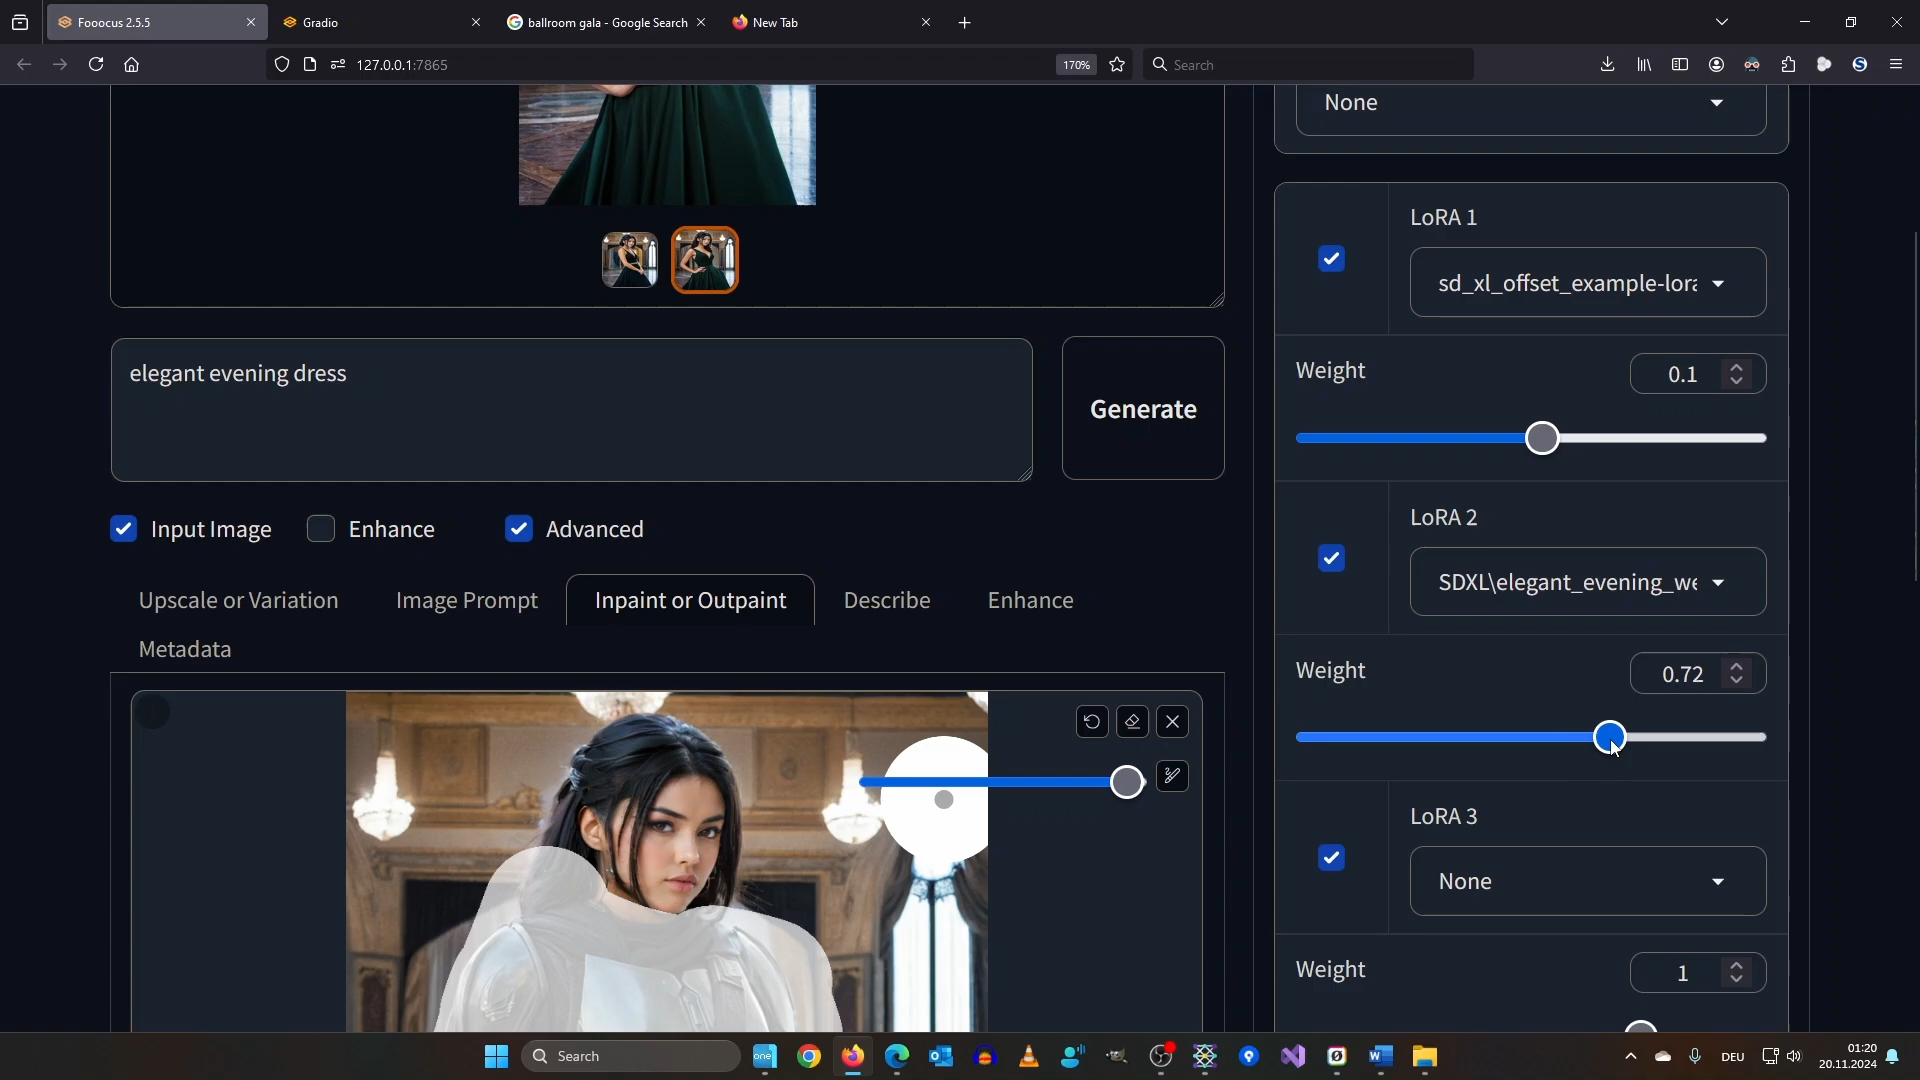 Fooocus 2.5.5
Gradio
ballroom gala - Google Search
New Tab
127.0.0.1:7865
170%
Search
None
LoRA 1
sd_xl_offset_example-lora
Weight
0.1
elegant evening dress
Generate
LoRA 2
SDXL\elegant_evening_we
Input Image
Enhance
Advanced
Upscale or Variation
Image Prompt
Inpaint or Outpaint
Describe
Enhance
Metadata
Weight
0.72
LoRA 3
None
Weight
1
Search
one
DEU
01:20
20.11.2024